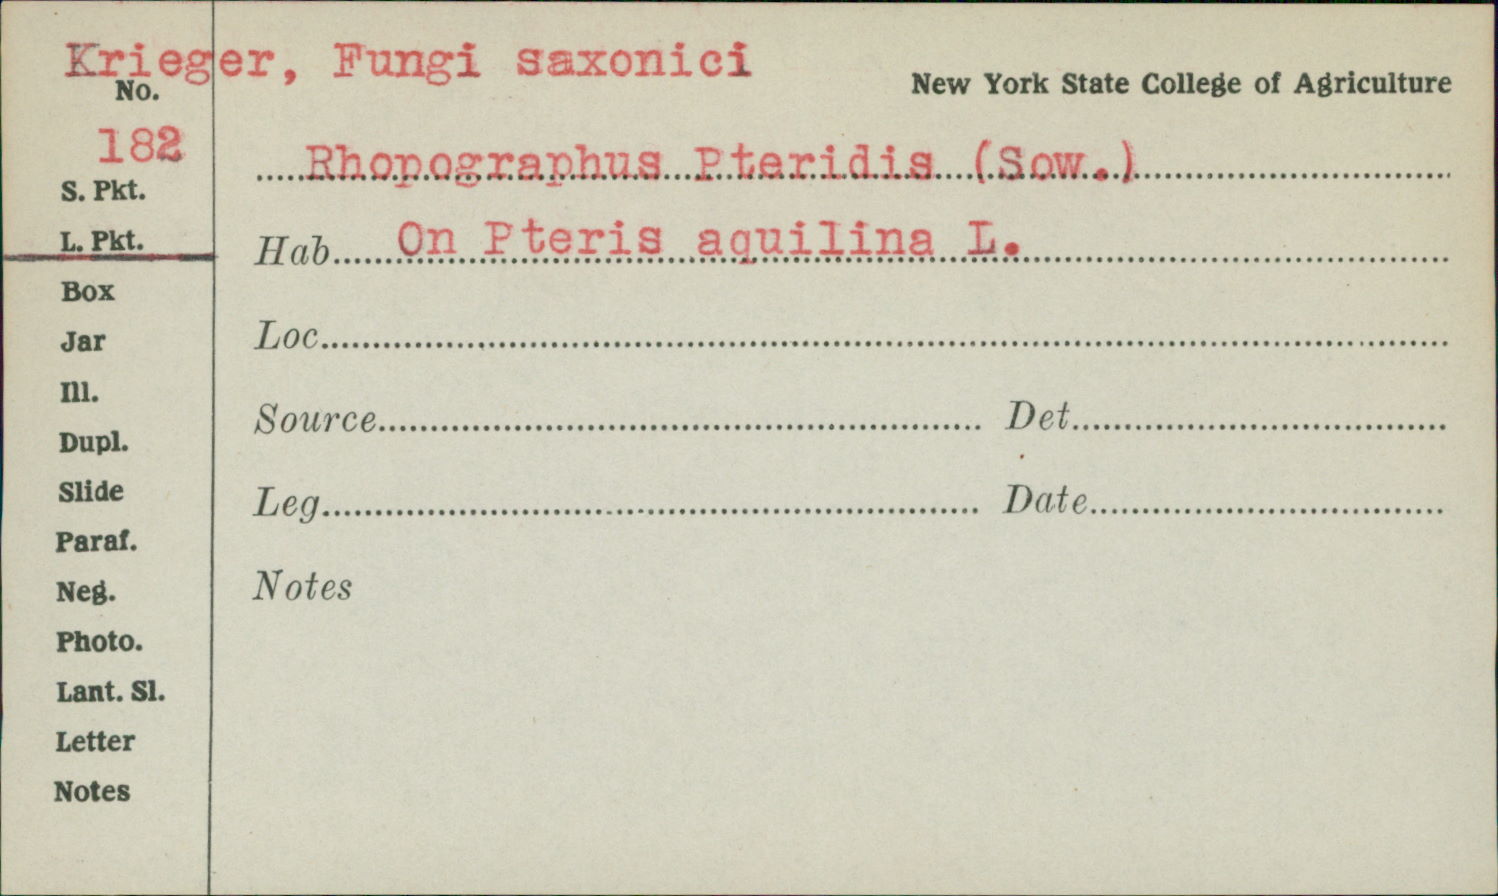 Krieger, Fungi saxonici
New York State College of Agriculture
No.
182
Rhopographus Pteridis (Sow.)
S. Pkt.
L. Pkt.
Hab. On Pteris aquilina L.
Box
Jar
Loc.
Ill.
Source Det.
Dupl.
Slide
Leg. Date
Paraf.
Neg.
Notes
Photo.
Lant. Sl.
Letter
Notes